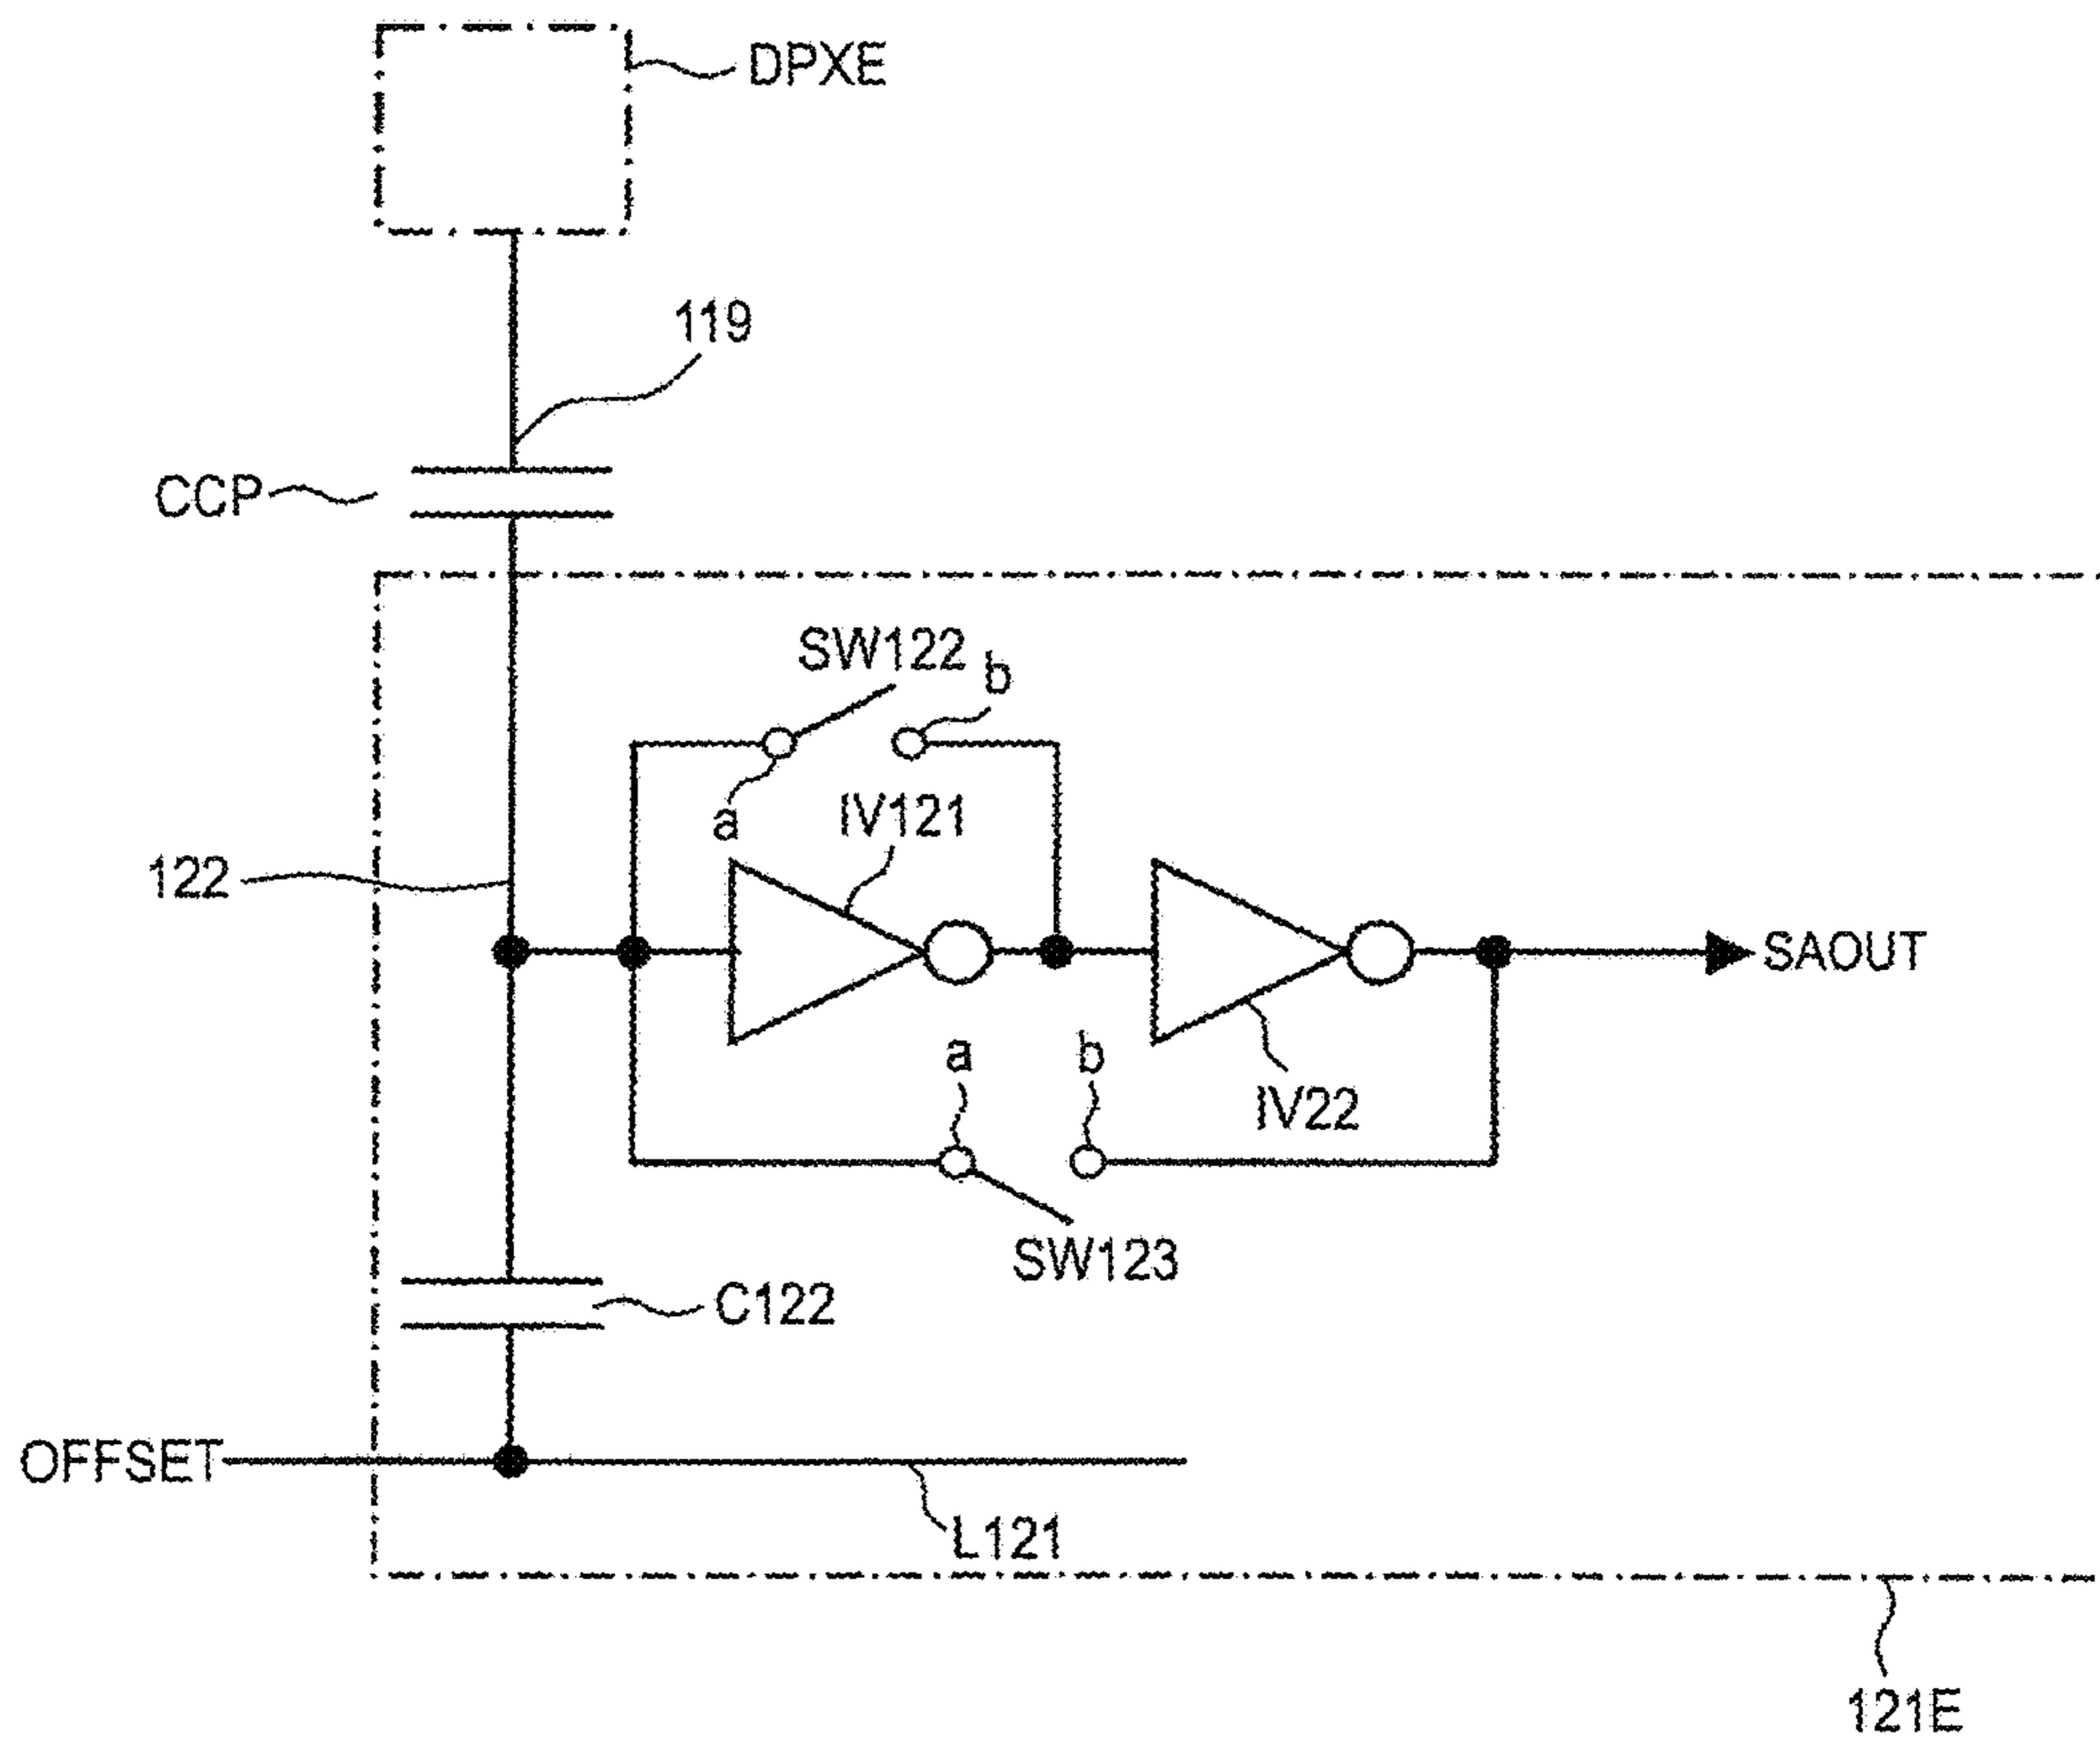 DPXE
119
CCP
SW122
b
a
IV121
122
SAOUT
a
b
IV22
SW123
C122
OFFSET
L121
121E